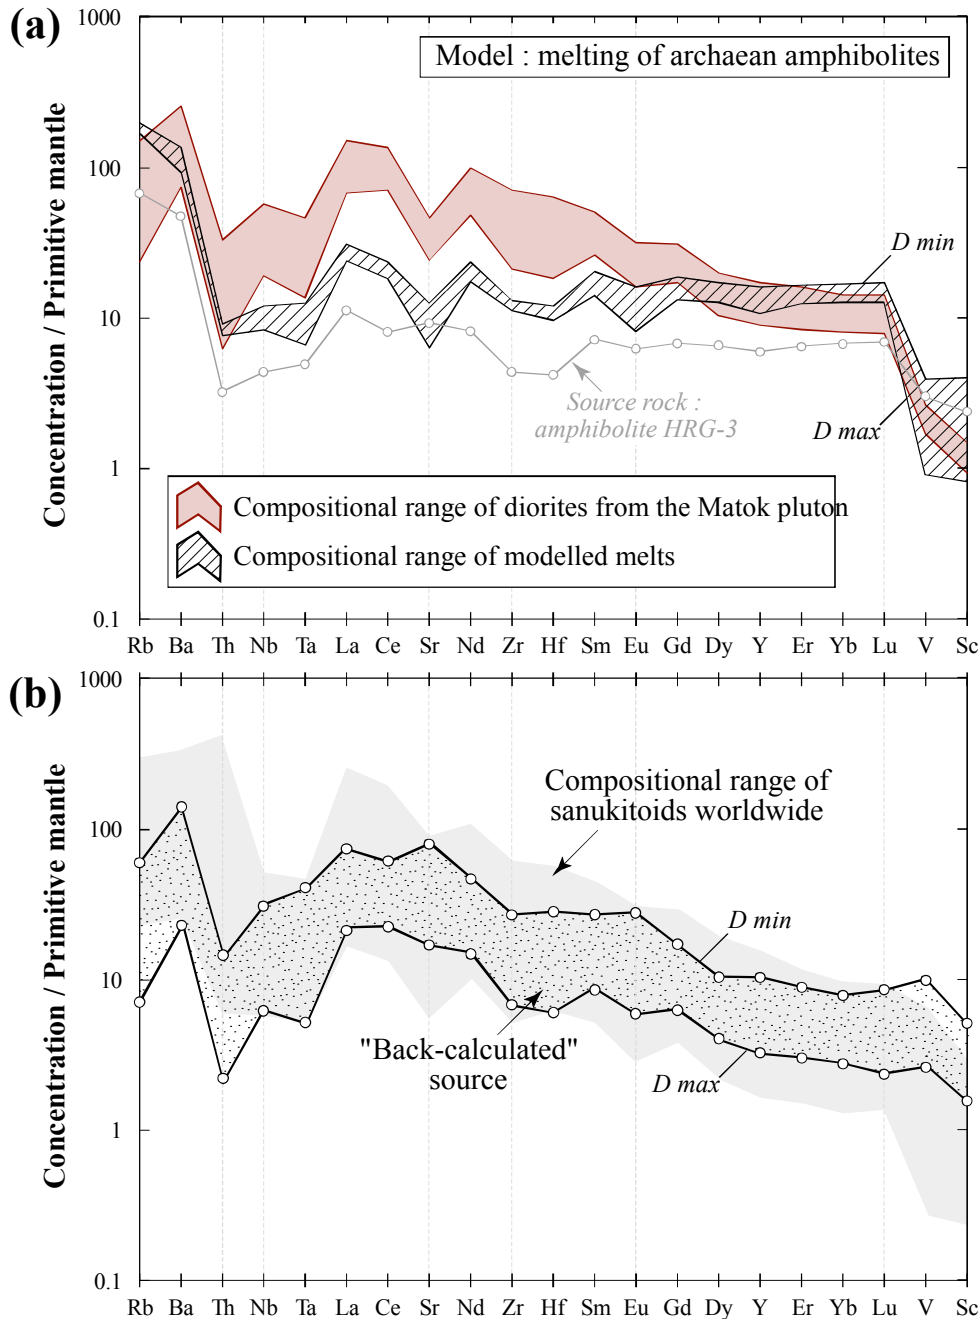 (a)
1000
100
10
1
0.1
Concentration / Primitive mantle
Model : melting of archaean amphibolites
D min
D max
Source rock :
amphibolite HRG-3
Compositional range of diorites from the Matok pluton
Compositional range of modelled melts
Rb Ba Th Nb Ta La Ce Sr Nd Zr Hf Sm Eu Gd Dy Y Er Yb Lu V Sc
(b)
1000
100
10
1
0.1
Concentration / Primitive mantle
Compositional range of
sanukitoids worldwide
D min
"Back-calculated"
source
D max
Rb Ba Th Nb Ta La Ce Sr Nd Zr Hf Sm Eu Gd Dy Y Er Yb Lu V Sc